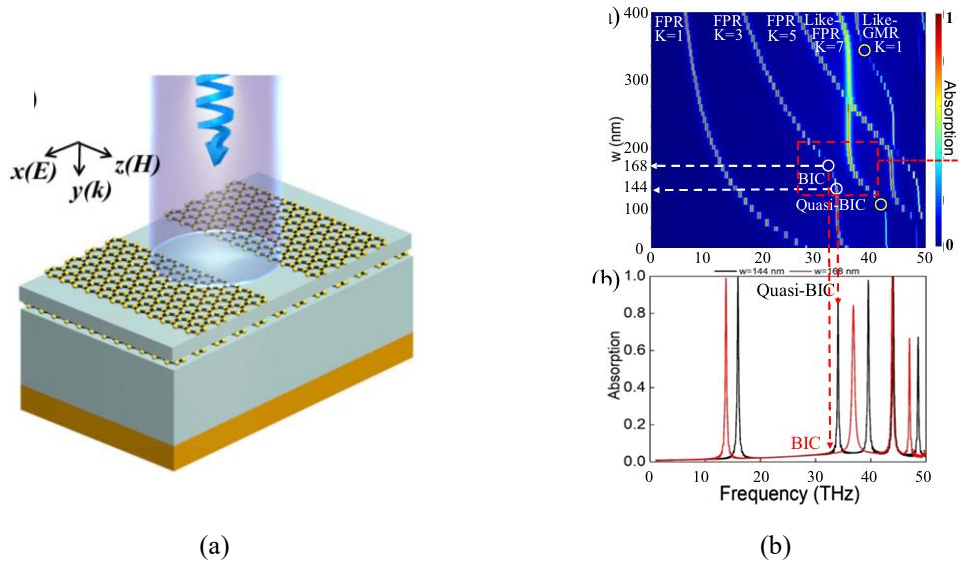 )
x(E)
y(k)
z(H)
a)
400
300
200
168
144
100
0
w (nm)
FPR
K=1
FPR
K=3
FPR
K=5
Like-
FPR
K=7
Like-
GMR
K=1
BIC
Quasi-BIC
0
10
20
30
40
50
1
0
Absorption
(b)
w=144 nm
w=168 nm
Quasi-BIC
BIC
1.0
0.8
0.6
0.4
0.2
0.0
Absorption
0
10
20
30
40
50
Frequency (THz)
(a)
(b)